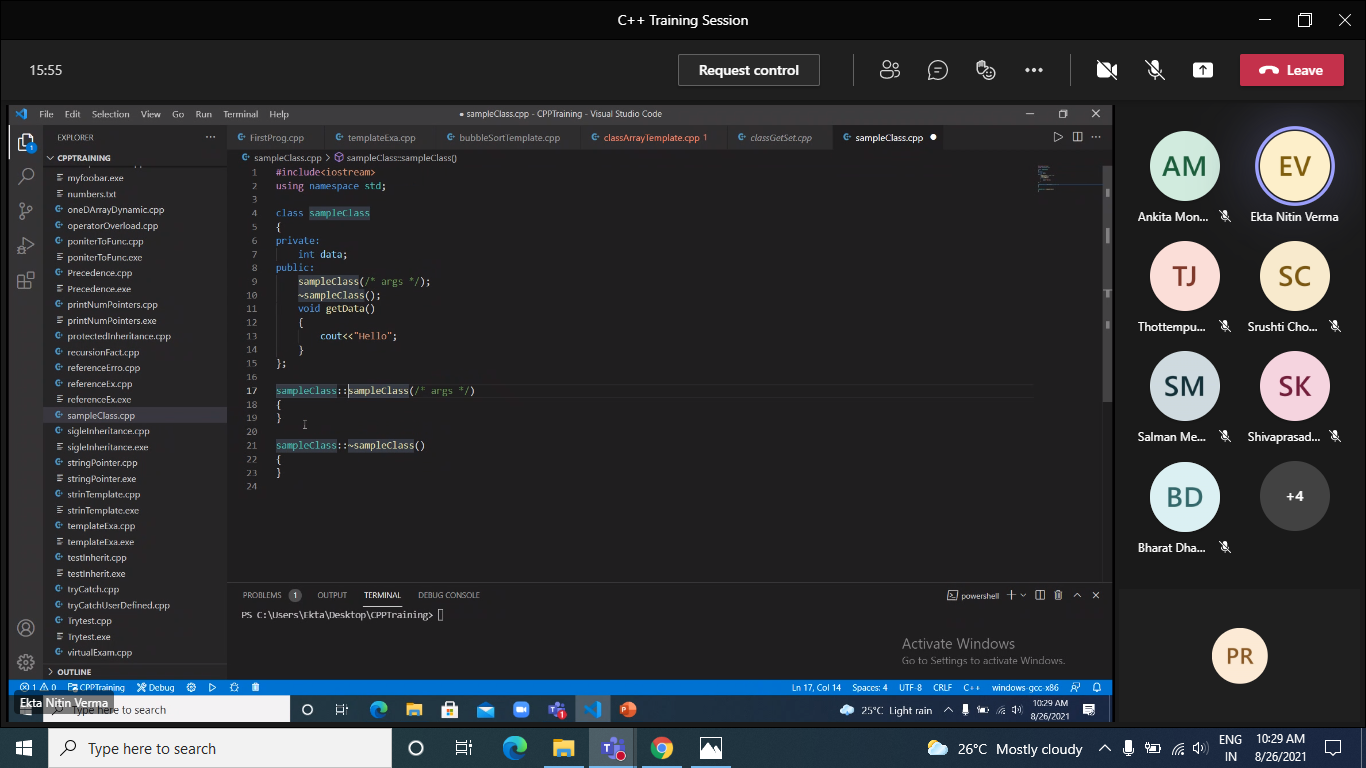 C++ Training Session
15:55
Request control
Leave
File Edit Selection View Go Run Terminal Help
● sampleClass.cpp - CPPTraining - Visual Studio Code
EXPLORER
FirstProg.cpp
templateExa.cpp
bubbleSortTemplate.cpp
classArrayTemplate.cpp 1
classGetSet.cpp
sampleClass.cpp
1
CPPTRAINING
sampleClass.cpp > sampleClass::sampleClass()
myfoobar.exe
numbers.txt
oneDArrayDynamic.cpp
operatorOverload.cpp
poniterToFunc.cpp
poniterToFunc.exe
Precedence.cpp
Precedence.exe
printNumPointers.cpp
printNumPointers.exe
protectedInheritance.cpp
recursionFact.cpp
referenceErro.cpp
referenceEx.cpp
referenceEx.exe
sampleClass.cpp
sigleInheritance.cpp
sigleInheritance.exe
stringPointer.cpp
stringPointer.exe
strinTemplate.cpp
strinTemplate.exe
templateExa.cpp
templateExa.exe
testInherit.cpp
testInherit.exe
tryCatch.cpp
tryCatchUserDefined.cpp
Trytest.cpp
Trytest.exe
virtualExam.cpp
OUTLINE
1 #include<iostream>
2 using namespace std;
3
4 class sampleClass
5 {
6 private:
7     int data;
8 public:
9     sampleClass(/* args */);
10     ~sampleClass();
11     void getData()
12     {
13         cout<<"Hello";
14     }
15 };
16
17 sampleClass::sampleClass(/* args */)
18 {
19 }
20
21 sampleClass::~sampleClass()
22 {
23 }
24
PROBLEMS 1 OUTPUT TERMINAL DEBUG CONSOLE
powershell
PS C:\Users\Ekta\Desktop\CPPTraining>
Activate Windows
Go to Settings to activate Windows.
1 0 CPPTraining Debug
Ln 17, Col 14 Spaces: 4 UTF-8 CRLF C++ windows-gcc-x86
Ekta Nitin Verma
Type here to search
1
25°C Light rain
10:29 AM
8/26/2021
AM
Ankita Mon...
EV
Ekta Nitin Verma
TJ
Thottempu...
SC
Srushti Cho...
SM
Salman Me...
SK
Shivaprasad...
BD
Bharat Dha...
+4
PR
Type here to search
26°C Mostly cloudy
ENG
IN
10:29 AM
8/26/2021